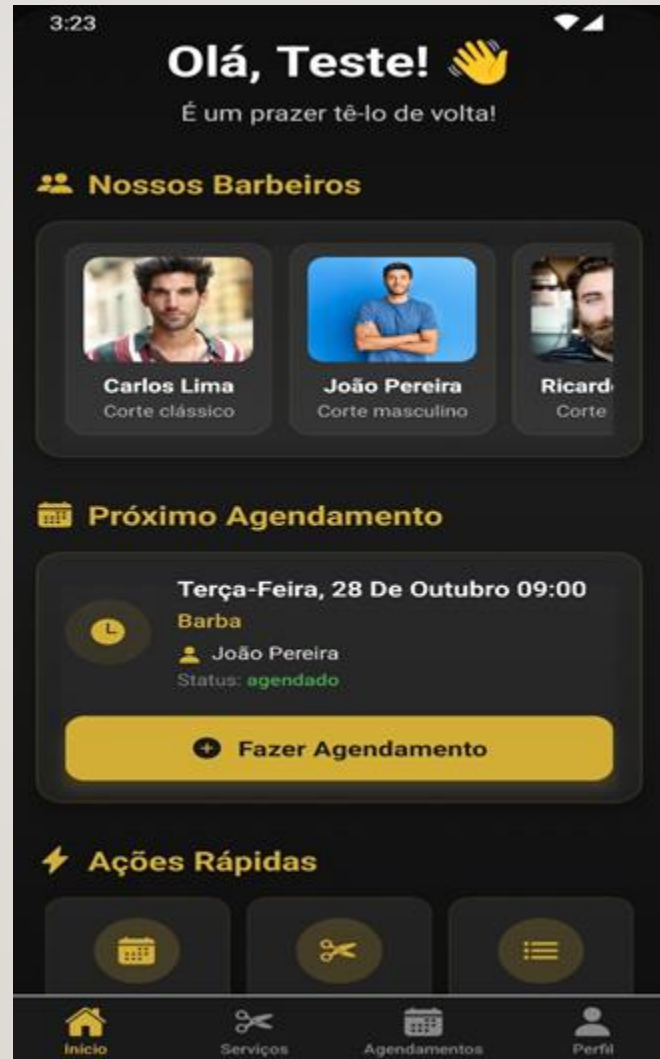 3:23
Olá, Teste! 👋
É um prazer tê-lo de volta!
Nossos Barbeiros
Carlos Lima
Corte clássico
João Pereira
Corte masculino
Ricard
Corte
Próximo Agendamento
Terça-Feira, 28 De Outubro 09:00
Barba
João Pereira
Status: agendado
Fazer Agendamento
Ações Rápidas
Início
Serviços
Agendamentos
Perfil